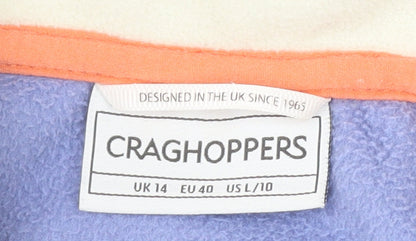 DESIGNED IN THE UK SINCE 1965
CRAGHOPPERS
UK 14 EU 40 US L/10